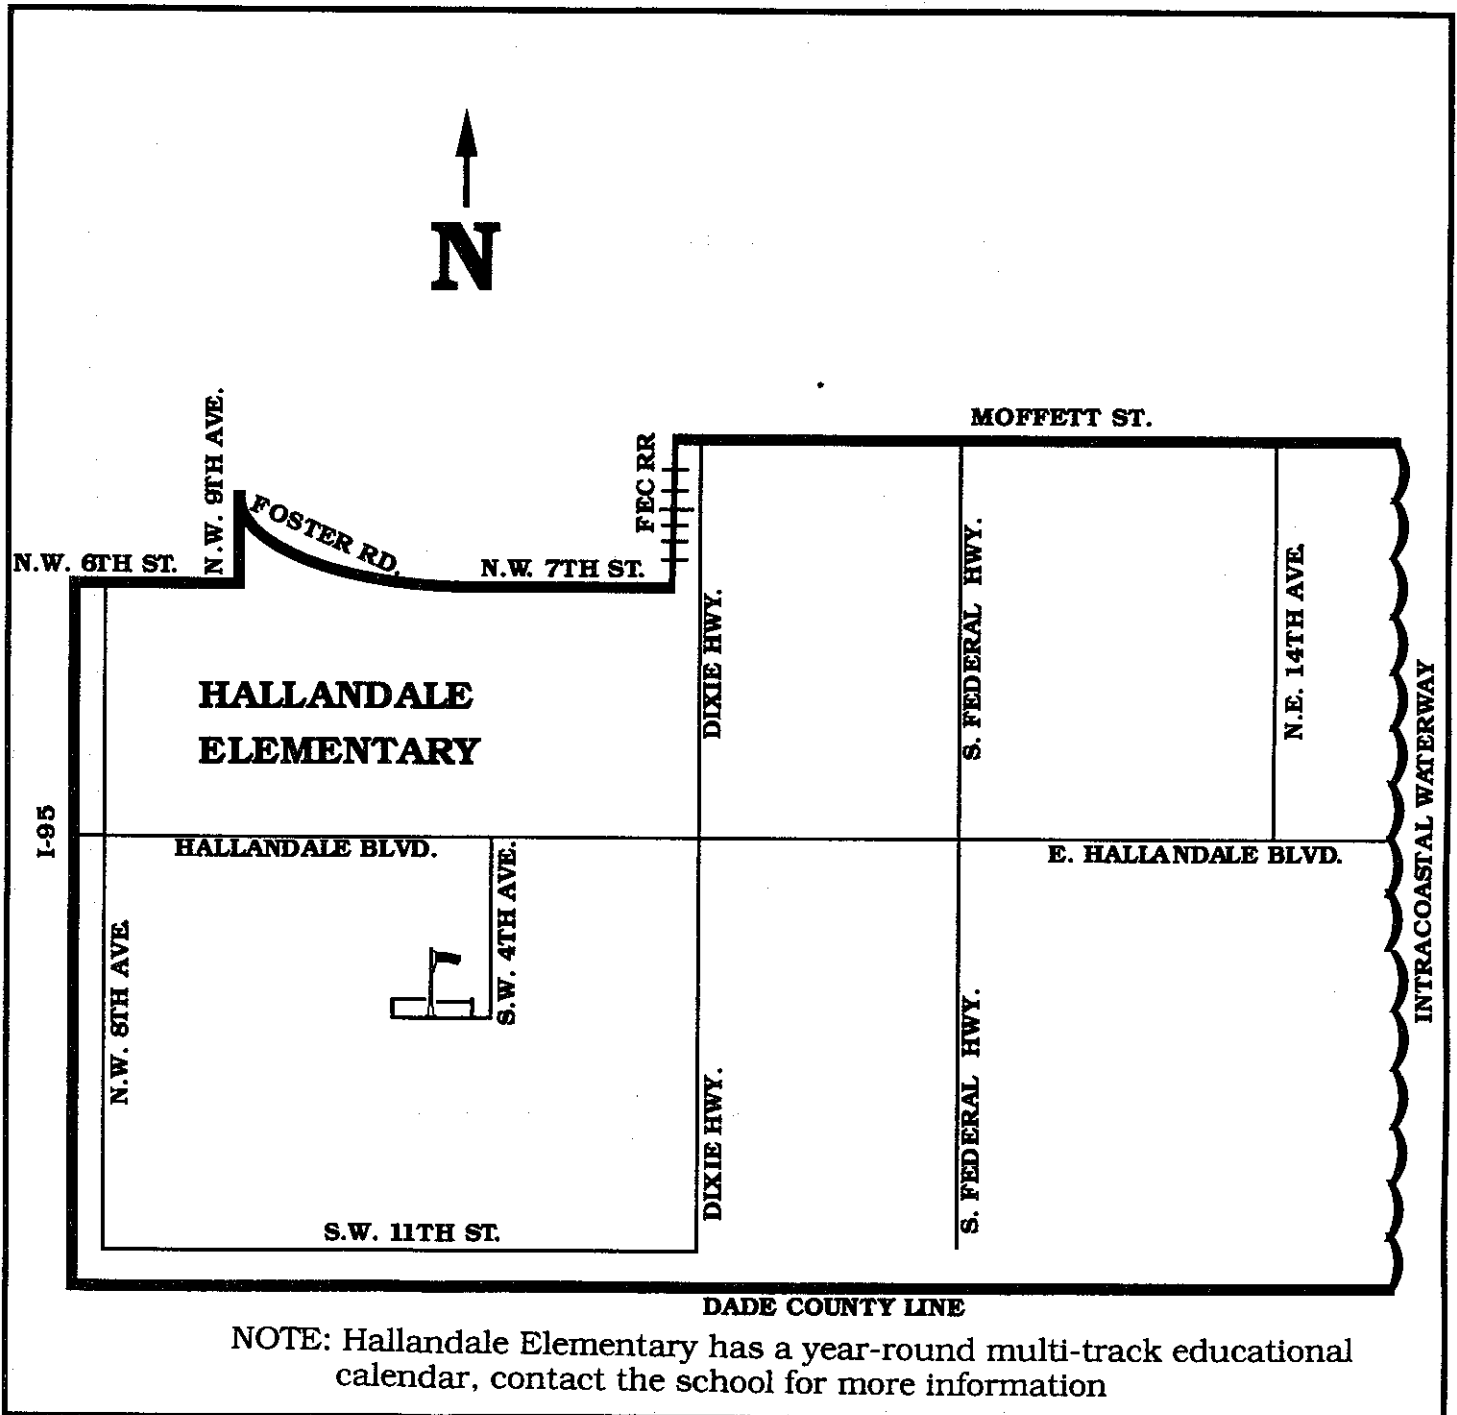 N
MOFFETT ST.
N.W. 9TH AVE.
FEC RR
FOSTER RD.
N.W. 6TH ST.
N.W. 7TH ST.
S. FEDERAL HWY.
N.E. 14TH AVE.
DIXIE HWY.
HALLANDALE
ELEMENTARY
INTRACOASTAL WATERWAY
I-95
HALLANDALE BLVD.
E. HALLANDALE BLVD.
S.W. 4TH AVE.
N.W. 8TH AVE.
S. FEDERAL HWY.
DIXIE HWY.
S.W. 11TH ST.
DADE COUNTY LINE
NOTE: Hallandale Elementary has a year-round multi-track educational
calendar, contact the school for more information